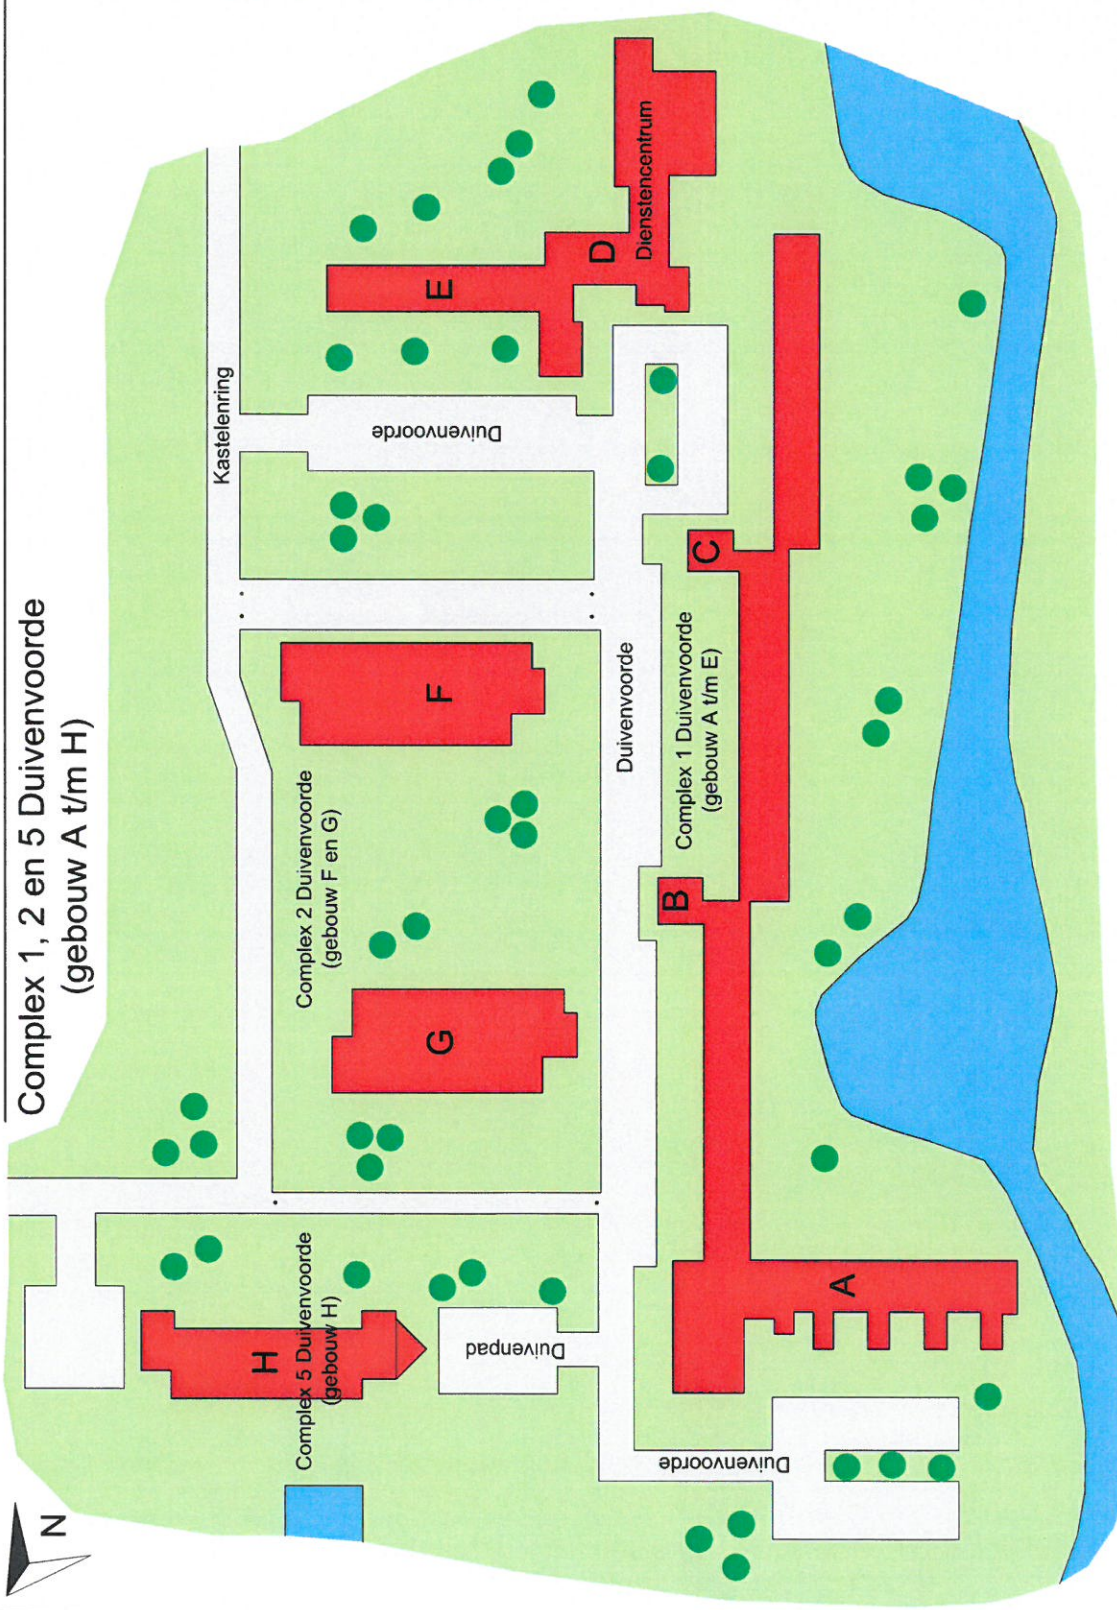 Complex 1, 2 en 5 Duivenvoorde
(gebouw A t/m H)
N
Kastelenring
H
Complex 5 Duivenvoorde
(gebouw H)
Complex 2 Duivenvoorde
(gebouw F en G)
G
F
Duivenvoorde
E
D
Dienstencentrum
Duivenpad
Duivenvoorde
Duivenvoorde
Complex 1 Duivenvoorde
(gebouw A t/m E)
A
B
C